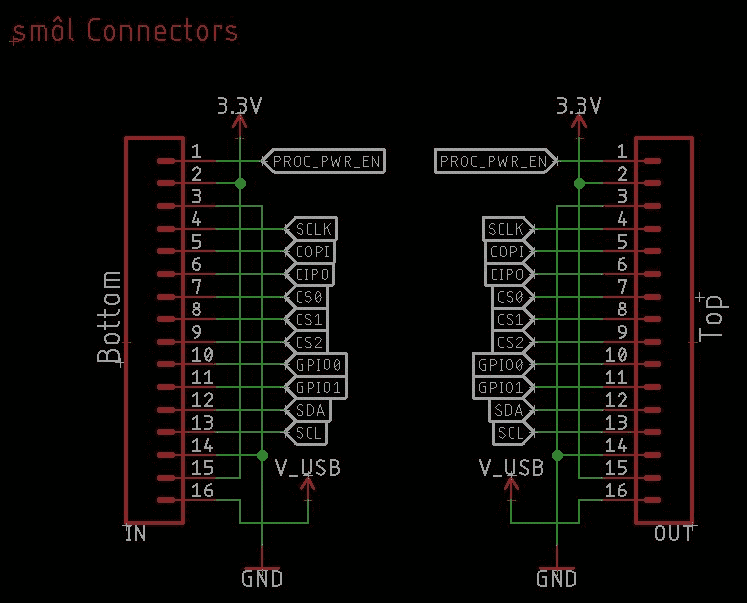 smôl Connectors
3.3V 3.3V
1 PROC_PWR_EN PROC_PWR_EN 1
2 2
3 3
4 SCLK SCLK 4
5 COPI COPI 5
6 CIPO CIPO 6
7 CS0 CS0 7
8 CS1 CS1 8
9 CS2 CS2 9
10 GPIO0 GPIO0 10
11 GPIO1 GPIO1 11
12 SDA SDA 12
13 SCL SCL 13
14 14
15 V_USB V_USB 15
16 16
Bottom
Top
IN OUT
GND GND